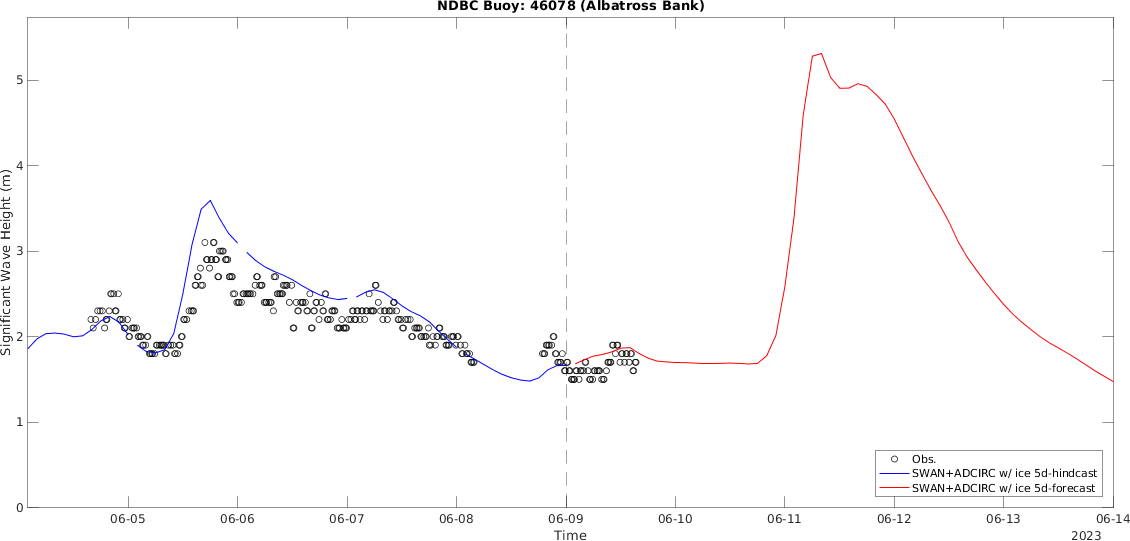 NDBC Buoy: 46078 (Albatross Bank)
Significant Wave Height (m)
5
4
3
2
1
0
Obs.
SWAN+ADCIRC w/ ice 5d-hindcast
SWAN+ADCIRC w/ ice 5d-forecast
06-05 06-06 06-07 06-08 06-09 06-10 06-11 06-12 06-13 06-14
Time
2023